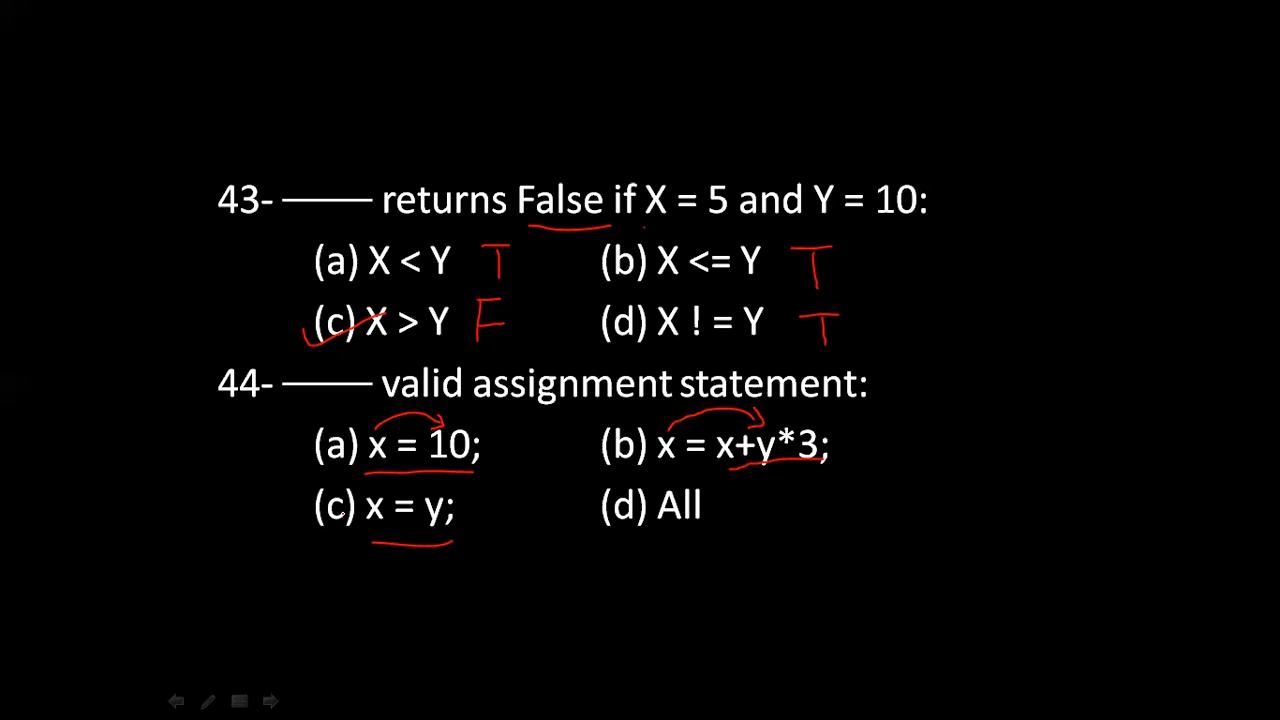 43- ——— returns False if X = 5 and Y = 10:
(a) X < Y T (b) X <= Y T
(c) X > Y F (d) X ! = Y T
44- ——— valid assignment statement:
(a) x = 10; (b) x = x+y*3;
(c) x = y; (d) All